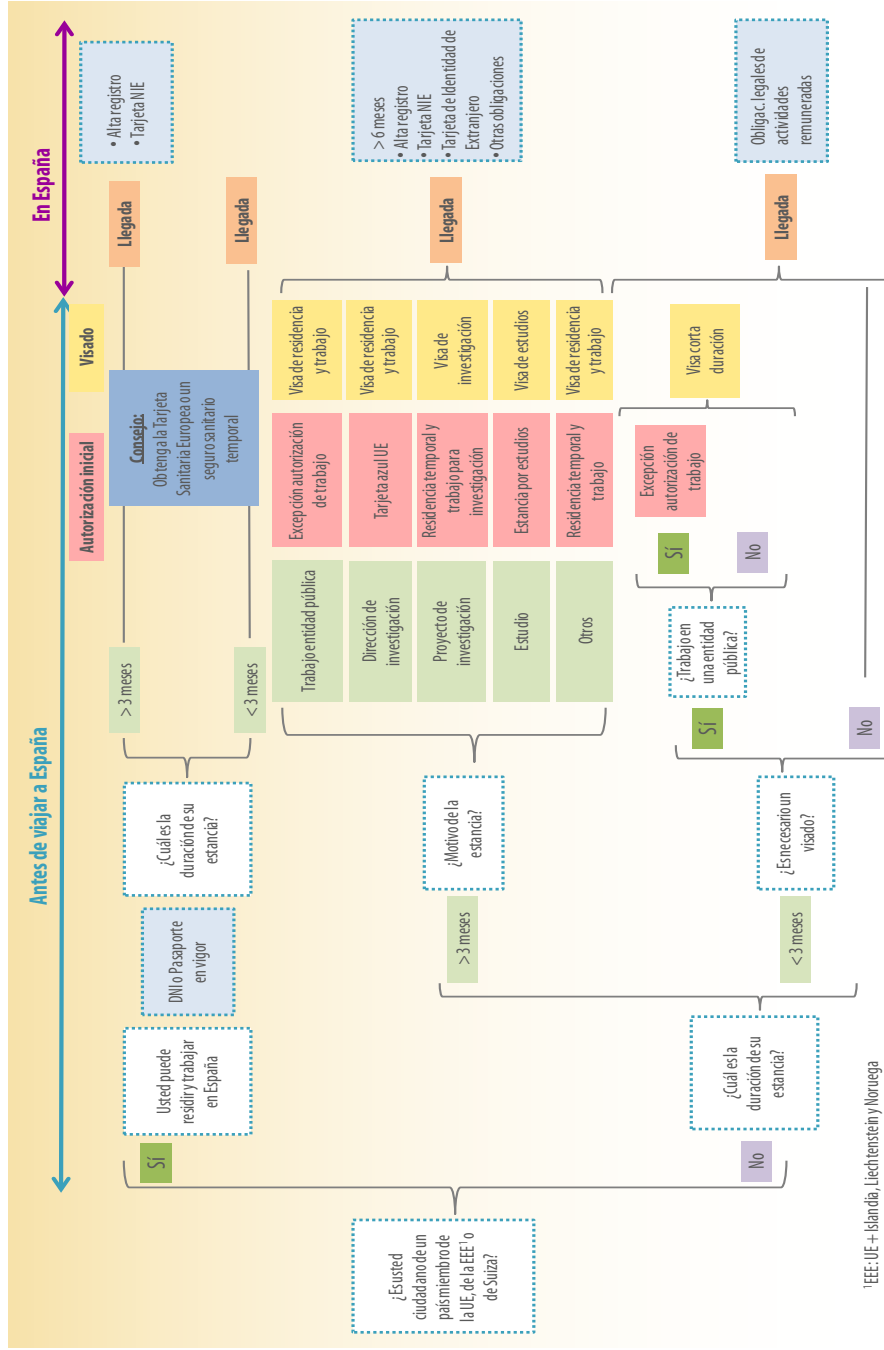 Antes de viajar a España
En España
Autorización inicial
Visado
¿Es usted
ciudadano de un
país miembro de
la UE, de la EEE¹ o
de Suiza?
Sí
Usted puede
residir y trabajar
en España
DNI o Pasaporte
en vigor
¿Cuál es la
duración de su
estancia?
> 3 meses
< 3 meses
Consejo:
Obtenga la Tarjeta
Sanitaria Europea o un
seguro sanitario
temporal
Llegada
• Alta registro
• Tarjeta NIE
Llegada
No
¿Cuál es la
duración de su
estancia?
> 3 meses
¿Motivo de la
estancia?
Trabajo entidad pública
Excepción autorización
de trabajo
Visa de residencia
y trabajo
Dirección de
investigación
Tarjeta azul UE
Visa de residencia
y trabajo
Proyecto de
investigación
Residencia temporal y
trabajo para
investigación
Visa de
investigación
Estudio
Estancia por estudios
Visa de estudios
Otros
Residencia temporal y
trabajo
Visa de residencia
y trabajo
Llegada
> 6 meses
• Alta registro
• Tarjeta NIE
• Tarjeta de Identidad de
Extranjero
• Otras obligaciones
< 3 meses
¿Es necesario un
visado?
Sí
¿Trabajo en
una entidad
pública?
Sí
Excepción
autorización de
trabajo
No
Visa corta
duración
No
Llegada
Obligac. legales de
actividades
remuneradas
¹EEE: UE + Islandia, Liechtenstein y Noruega